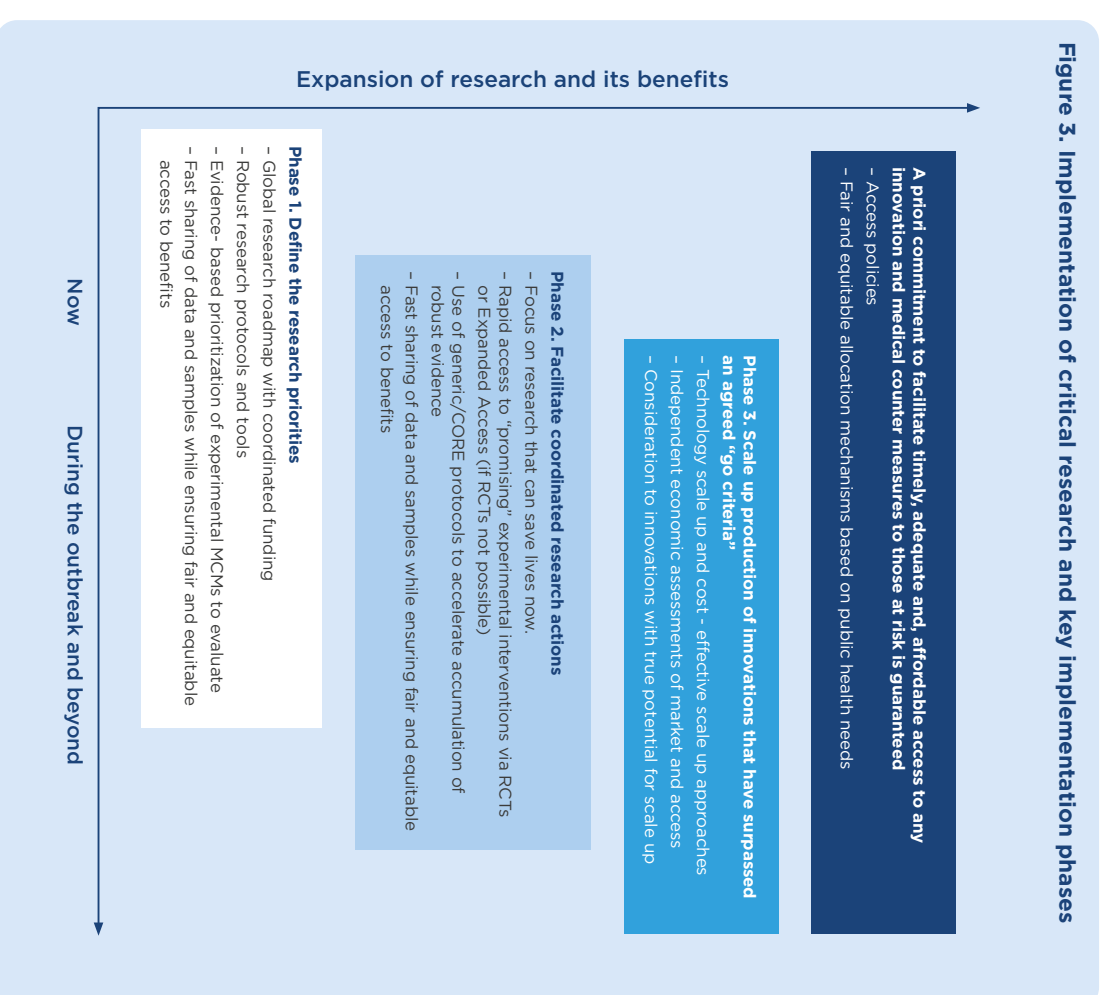 Figure 3. Implementation of critical research and key implementation phases
Expansion of research and its benefits
A priori commitment to facilitate timely, adequate and, affordable access to any
innovation and medical counter measures to those at risk is guaranteed
– Access policies
– Fair and equitable allocation mechanisms based on public health needs
Phase 3. Scale up production of innovations that have surpassed
an agreed “go criteria”
– Technology scale up and cost - effective scale up approaches
– Independent economic assessments of market and access
– Consideration to innovations with true potential for scale up
Phase 2. Facilitate coordinated research actions
– Focus on research that can save lives now.
– Rapid access to “promising” experimental interventions via RCTs
or Expanded Access (if RCTs not possible)
– Use of generic/CORE protocols to accelerate accumulation of
robust evidence
– Fast sharing of data and samples while ensuring fair and equitable
access to benefits
Phase 1. Define the research priorities
– Global research roadmap with coordinated funding
– Robust research protocols and tools
– Evidence- based prioritization of experimental MCMs to evaluate
– Fast sharing of data and samples while ensuring fair and equitable
access to benefits
Now
During the outbreak and beyond